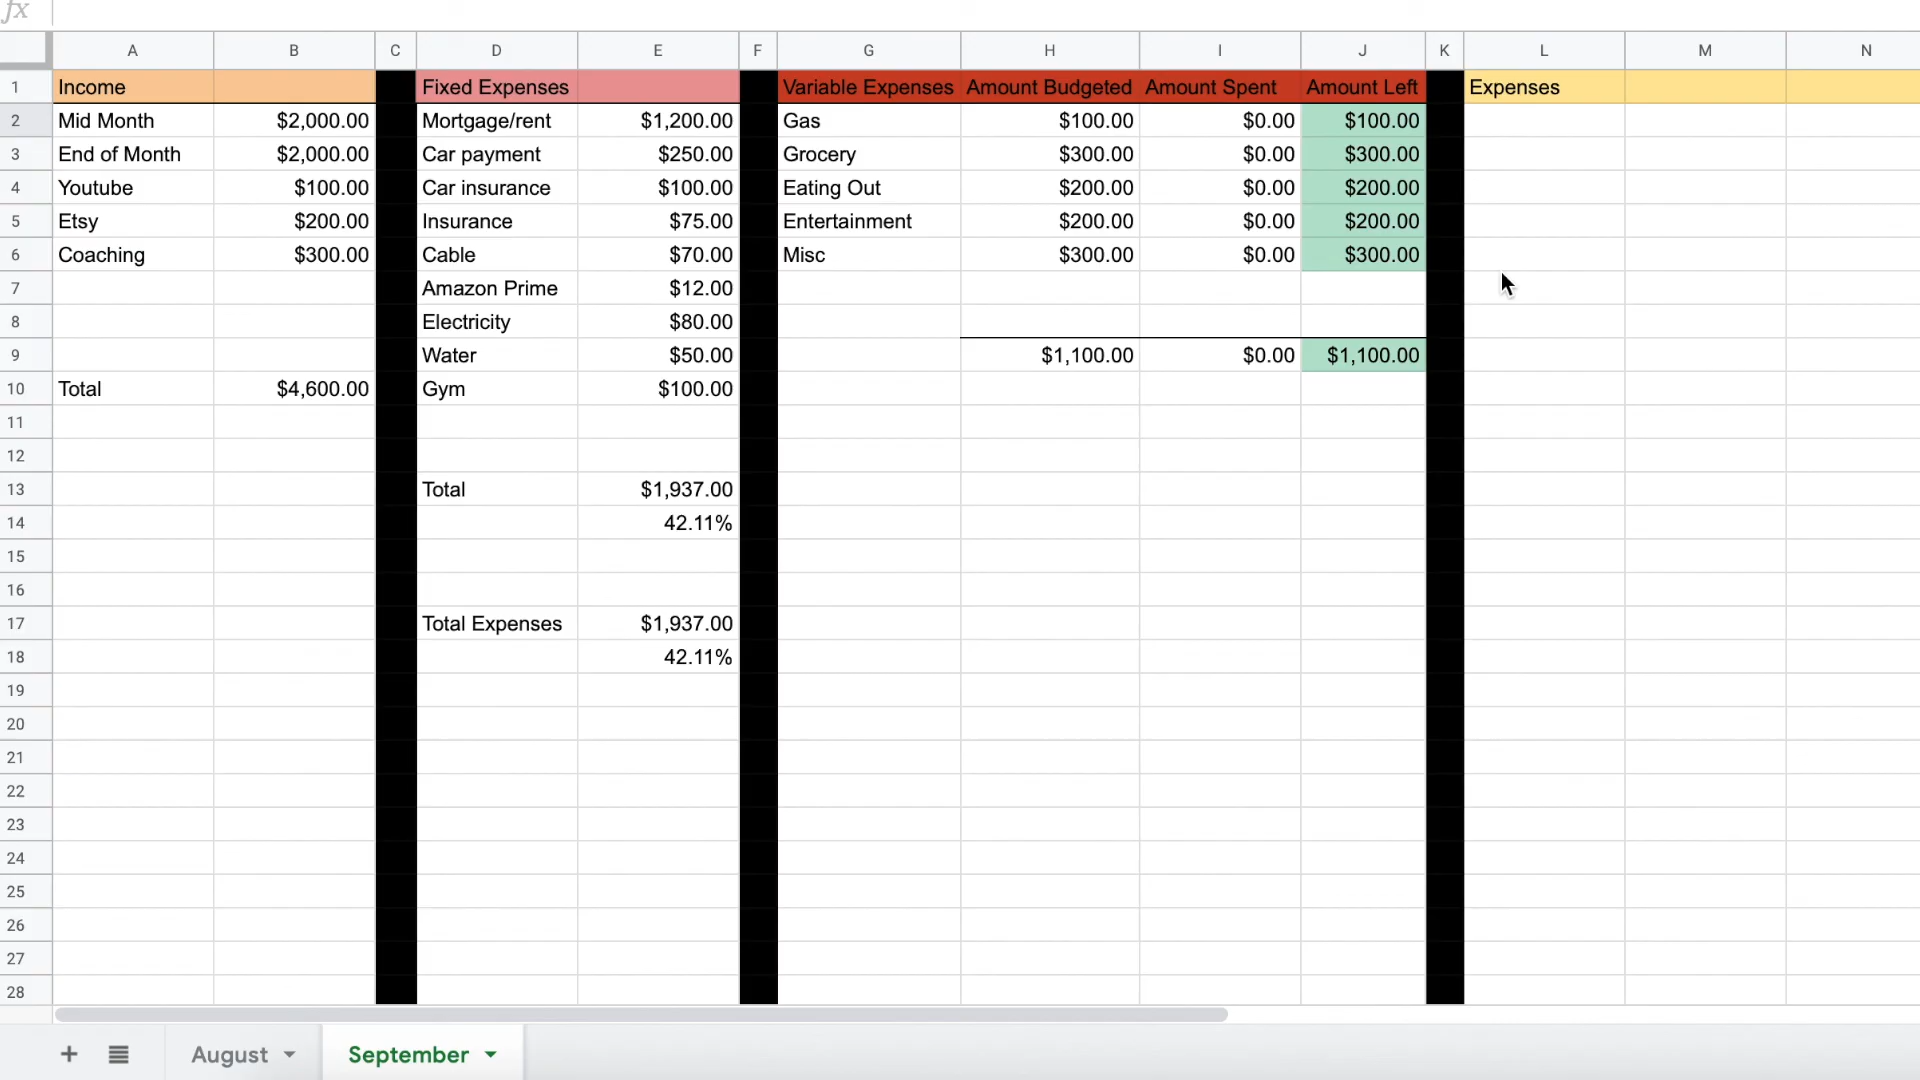 fx
A B C D E F G H I J K L M N
1 Income Fixed Expenses Variable Expenses Amount Budgeted Amount Spent Amount Left Expenses
2 Mid Month $2,000.00 Mortgage/rent $1,200.00 Gas $100.00 $0.00 $100.00
3 End of Month $2,000.00 Car payment $250.00 Grocery $300.00 $0.00 $300.00
4 Youtube $100.00 Car insurance $100.00 Eating Out $200.00 $0.00 $200.00
5 Etsy $200.00 Insurance $75.00 Entertainment $200.00 $0.00 $200.00
6 Coaching $300.00 Cable $70.00 Misc $300.00 $0.00 $300.00
7 Amazon Prime $12.00
8 Electricity $80.00
9 Water $50.00 $1,100.00 $0.00 $1,100.00
10 Total $4,600.00 Gym $100.00
11
12
13 Total $1,937.00
14 42.11%
15
16
17 Total Expenses $1,937.00
18 42.11%
19
20
21
22
23
24
25
26
27
28
August September